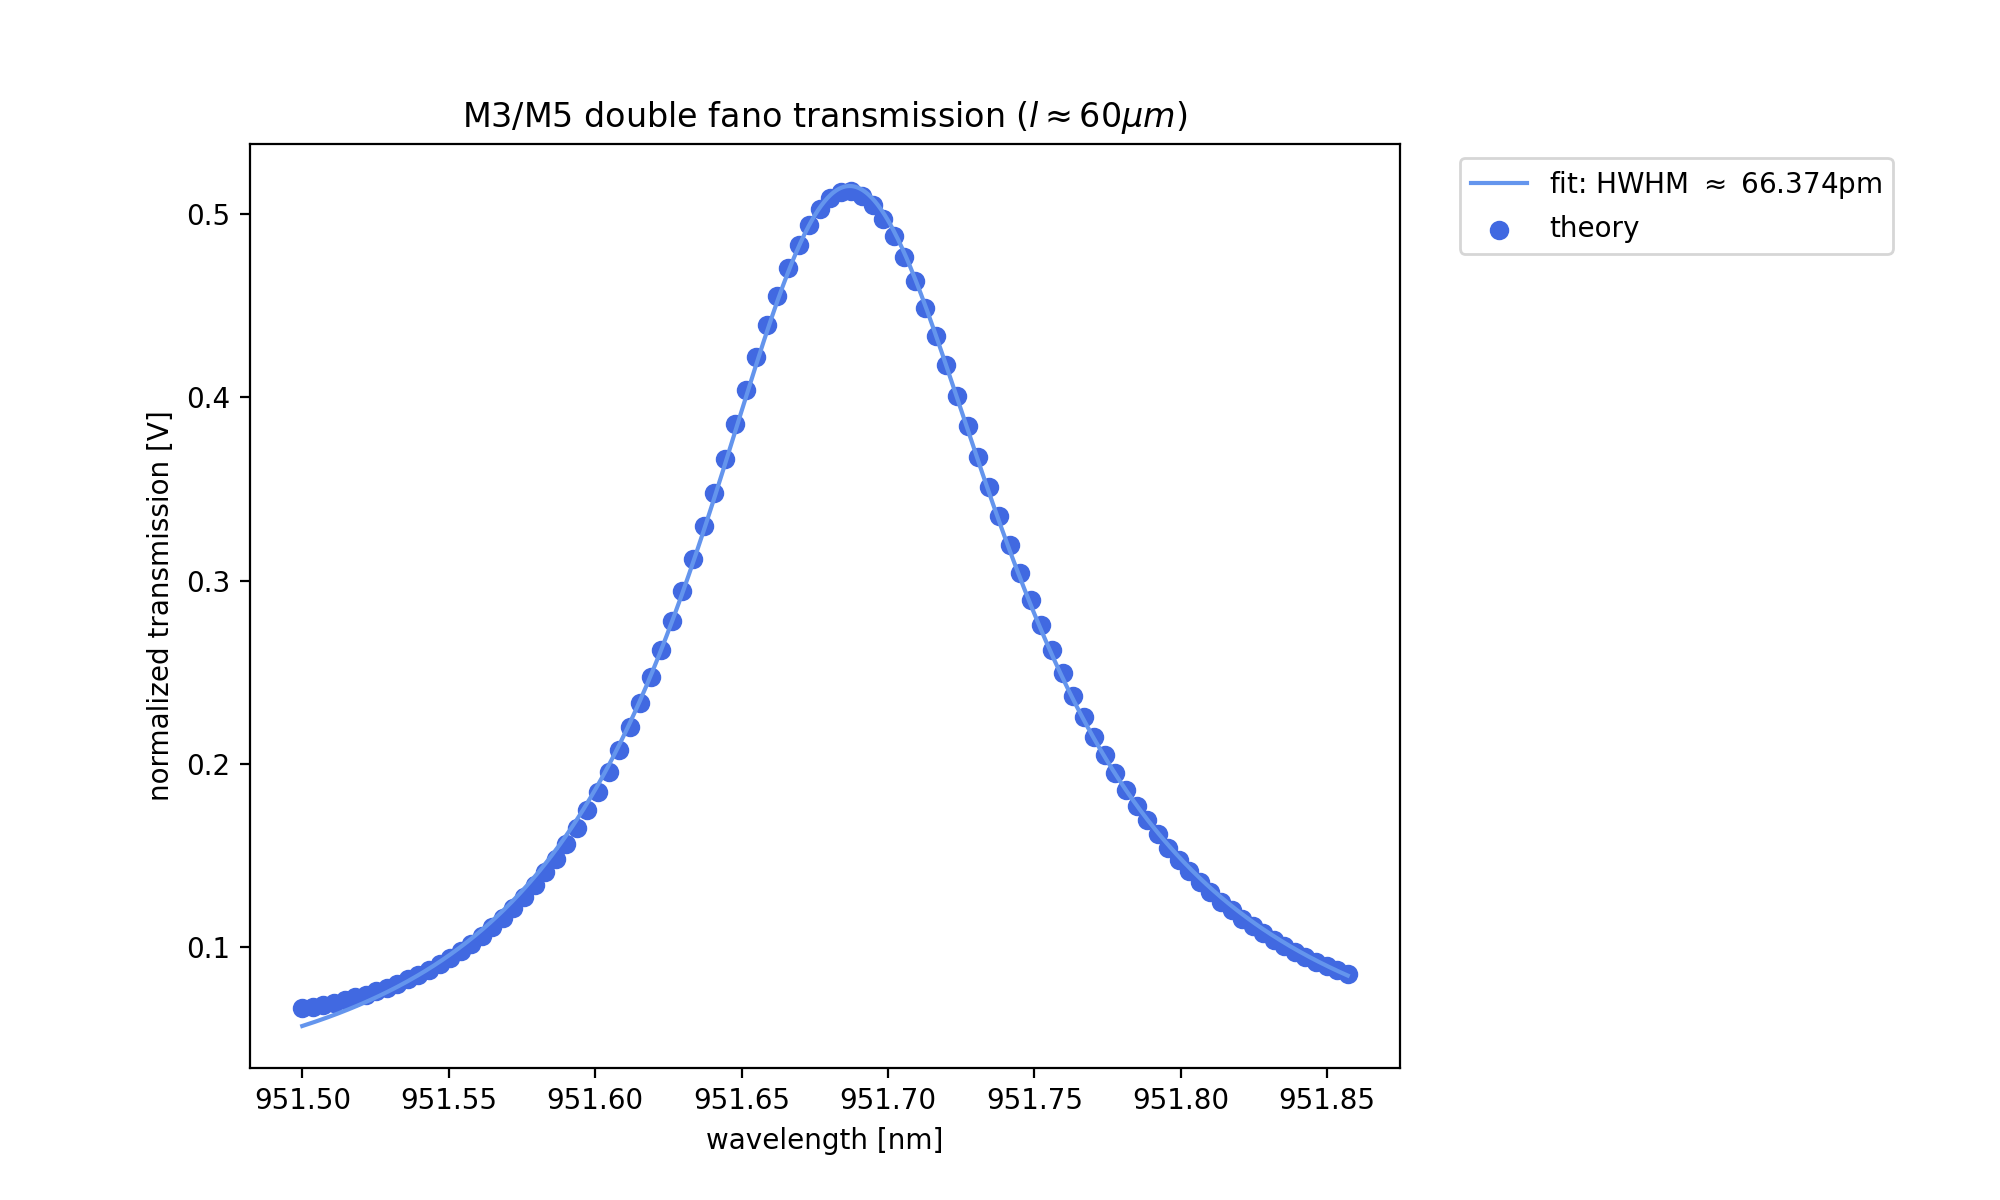 M3/M5 double fano transmission (l ≈ 60μm)
fit: HWHM ≈ 66.374pm
theory
normalized transmission [V]
0.5
0.4
0.3
0.2
0.1
951.50 951.55 951.60 951.65 951.70 951.75 951.80 951.85
wavelength [nm]